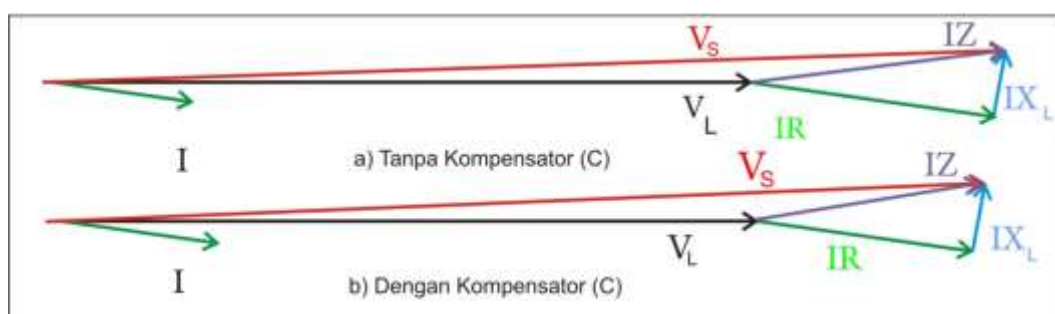 V_S IZ
V_L IR IX_L
I a) Tanpa Kompensator (C)
V_S IZ
V_L IR IX_L
I b) Dengan Kompensator (C)